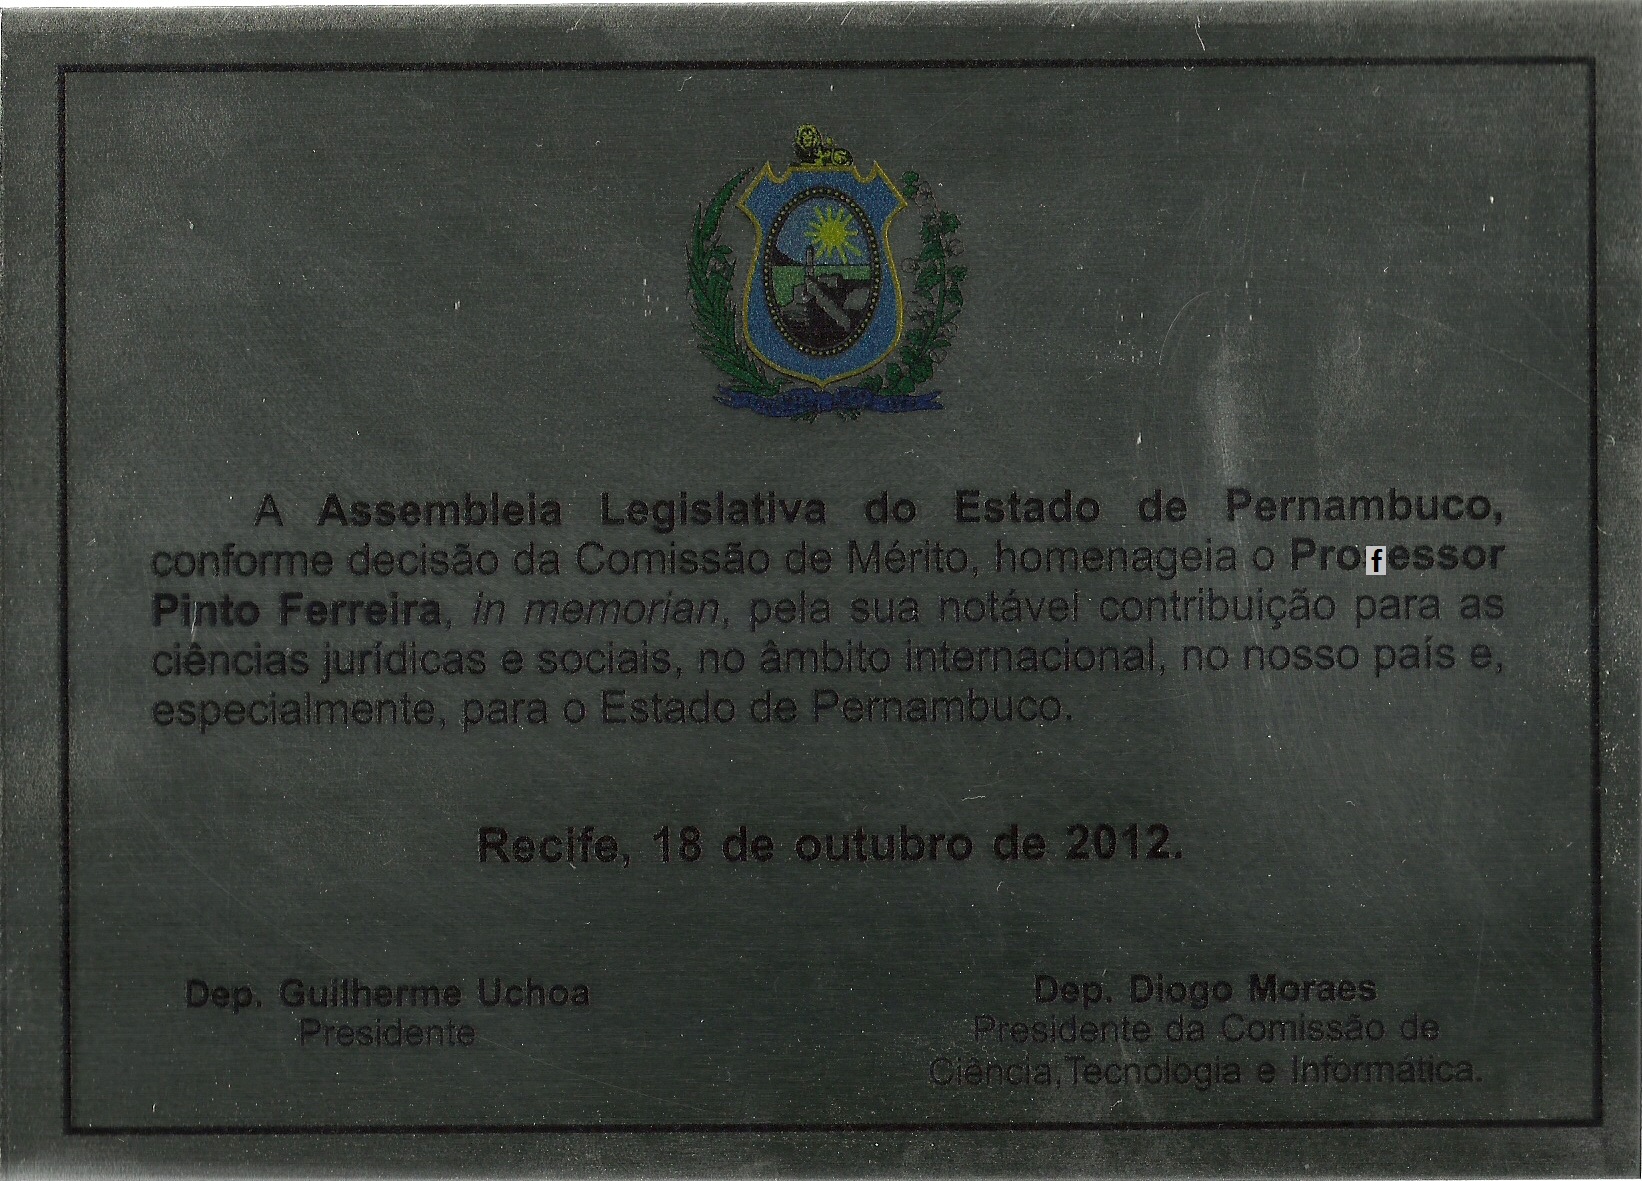 A Assembleia Legislativa do Estado de Pernambuco,
conforme decisão da Comissão de Mérito, homenageia o Professor
Pinto Ferreira, in memorian, pela sua notável contribuição para as
ciências jurídicas e sociais, no âmbito internacional, no nosso país e,
especialmente, para o Estado de Pernambuco.
Recife, 18 de outubro de 2012.
Dep. Guilherme Uchoa
Presidente
Dep. Diogo Moraes
Presidente da Comissão de
Ciência,Tecnologia e Informática.